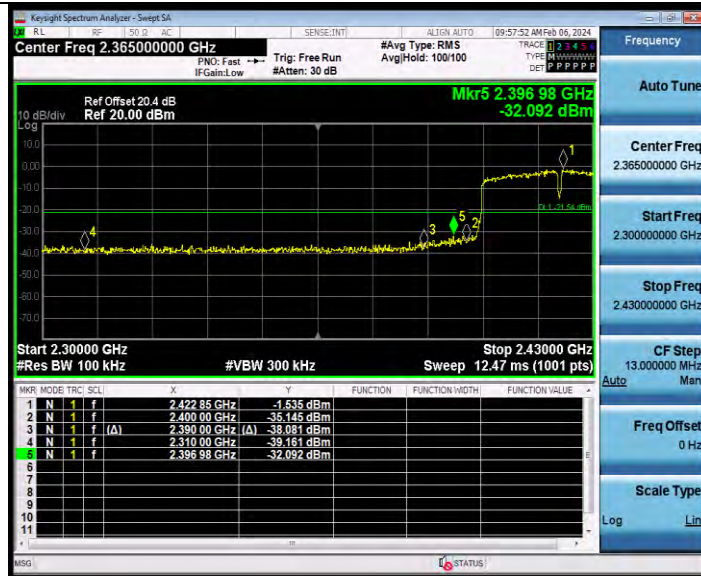 Keysight Spectrum Analyzer - Swept SA
RL RF 50 Ω AC SENSE:INT ALIGN AUTO 09:57:52 AM Feb 06, 2024
Center Freq 2.365000000 GHz #Avg Type: RMS TRACE 1 2 3 4 5 6
PNO: Fast Trig: Free Run Avg|Hold: 100/100 TYPE M WWWWW
IFGain:Low #Atten: 30 dB DET P P P P P P
Frequency
Auto Tune
Center Freq
2.365000000 GHz
Start Freq
2.300000000 GHz
Stop Freq
2.430000000 GHz
CF Step
13.000000 MHz
Auto Man
Freq Offset
0 Hz
Scale Type
Log Lin
Mkr5 2.396 98 GHz
Ref Offset 20.4 dB
10 dB/div Ref 20.00 dBm -32.092 dBm
Log
10.0
0.00
-10.0
-20.0
-30.0
-40.0
-50.0
-60.0
-70.0
1
DL1 -21.54 dBm
5
3 2
4
Start 2.30000 GHz Stop 2.43000 GHz
#Res BW 100 kHz #VBW 300 kHz Sweep 12.47 ms (1001 pts)
MKR MODE TRC SCL X Y FUNCTION FUNCTION WIDTH FUNCTION VALUE
1 N 1 f 2.422 85 GHz -1.535 dBm
2 N 1 f 2.400 00 GHz -35.145 dBm
3 N 1 f (Δ) 2.390 00 GHz (Δ) -38.081 dBm
4 N 1 f 2.310 00 GHz -39.161 dBm
5 N 1 f 2.396 98 GHz -32.092 dBm
6
7
8
9
10
11
MSG STATUS